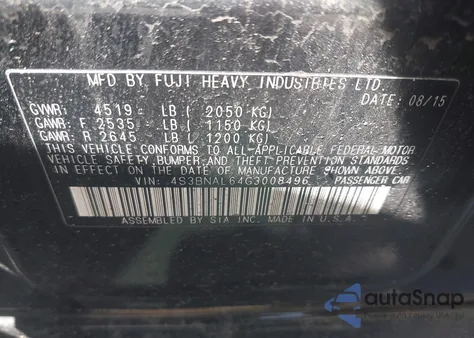 MFD BY FUJI HEAVY INDUSTRIES LTD.
DATE: 08/15
GVWR: 4519 LB ( 2050 KG)
GAWR: F 2535 LB ( 1150 KG)
GAWR: R 2645 LB ( 1200 KG)
THIS VEHICLE CONFORMS TO ALL APPLICABLE FEDERAL MOTOR
VEHICLE SAFETY, BUMPER AND THEFT PREVENTION STANDARDS
IN EFFECT ON THE DATE OF MANUFACTURE SHOWN ABOVE.
VIN: 4S3BNAL64G3008496 PASSENGER CAR
ASSEMBLED BY SIA INC. MADE IN U.S.A.
autoSnap